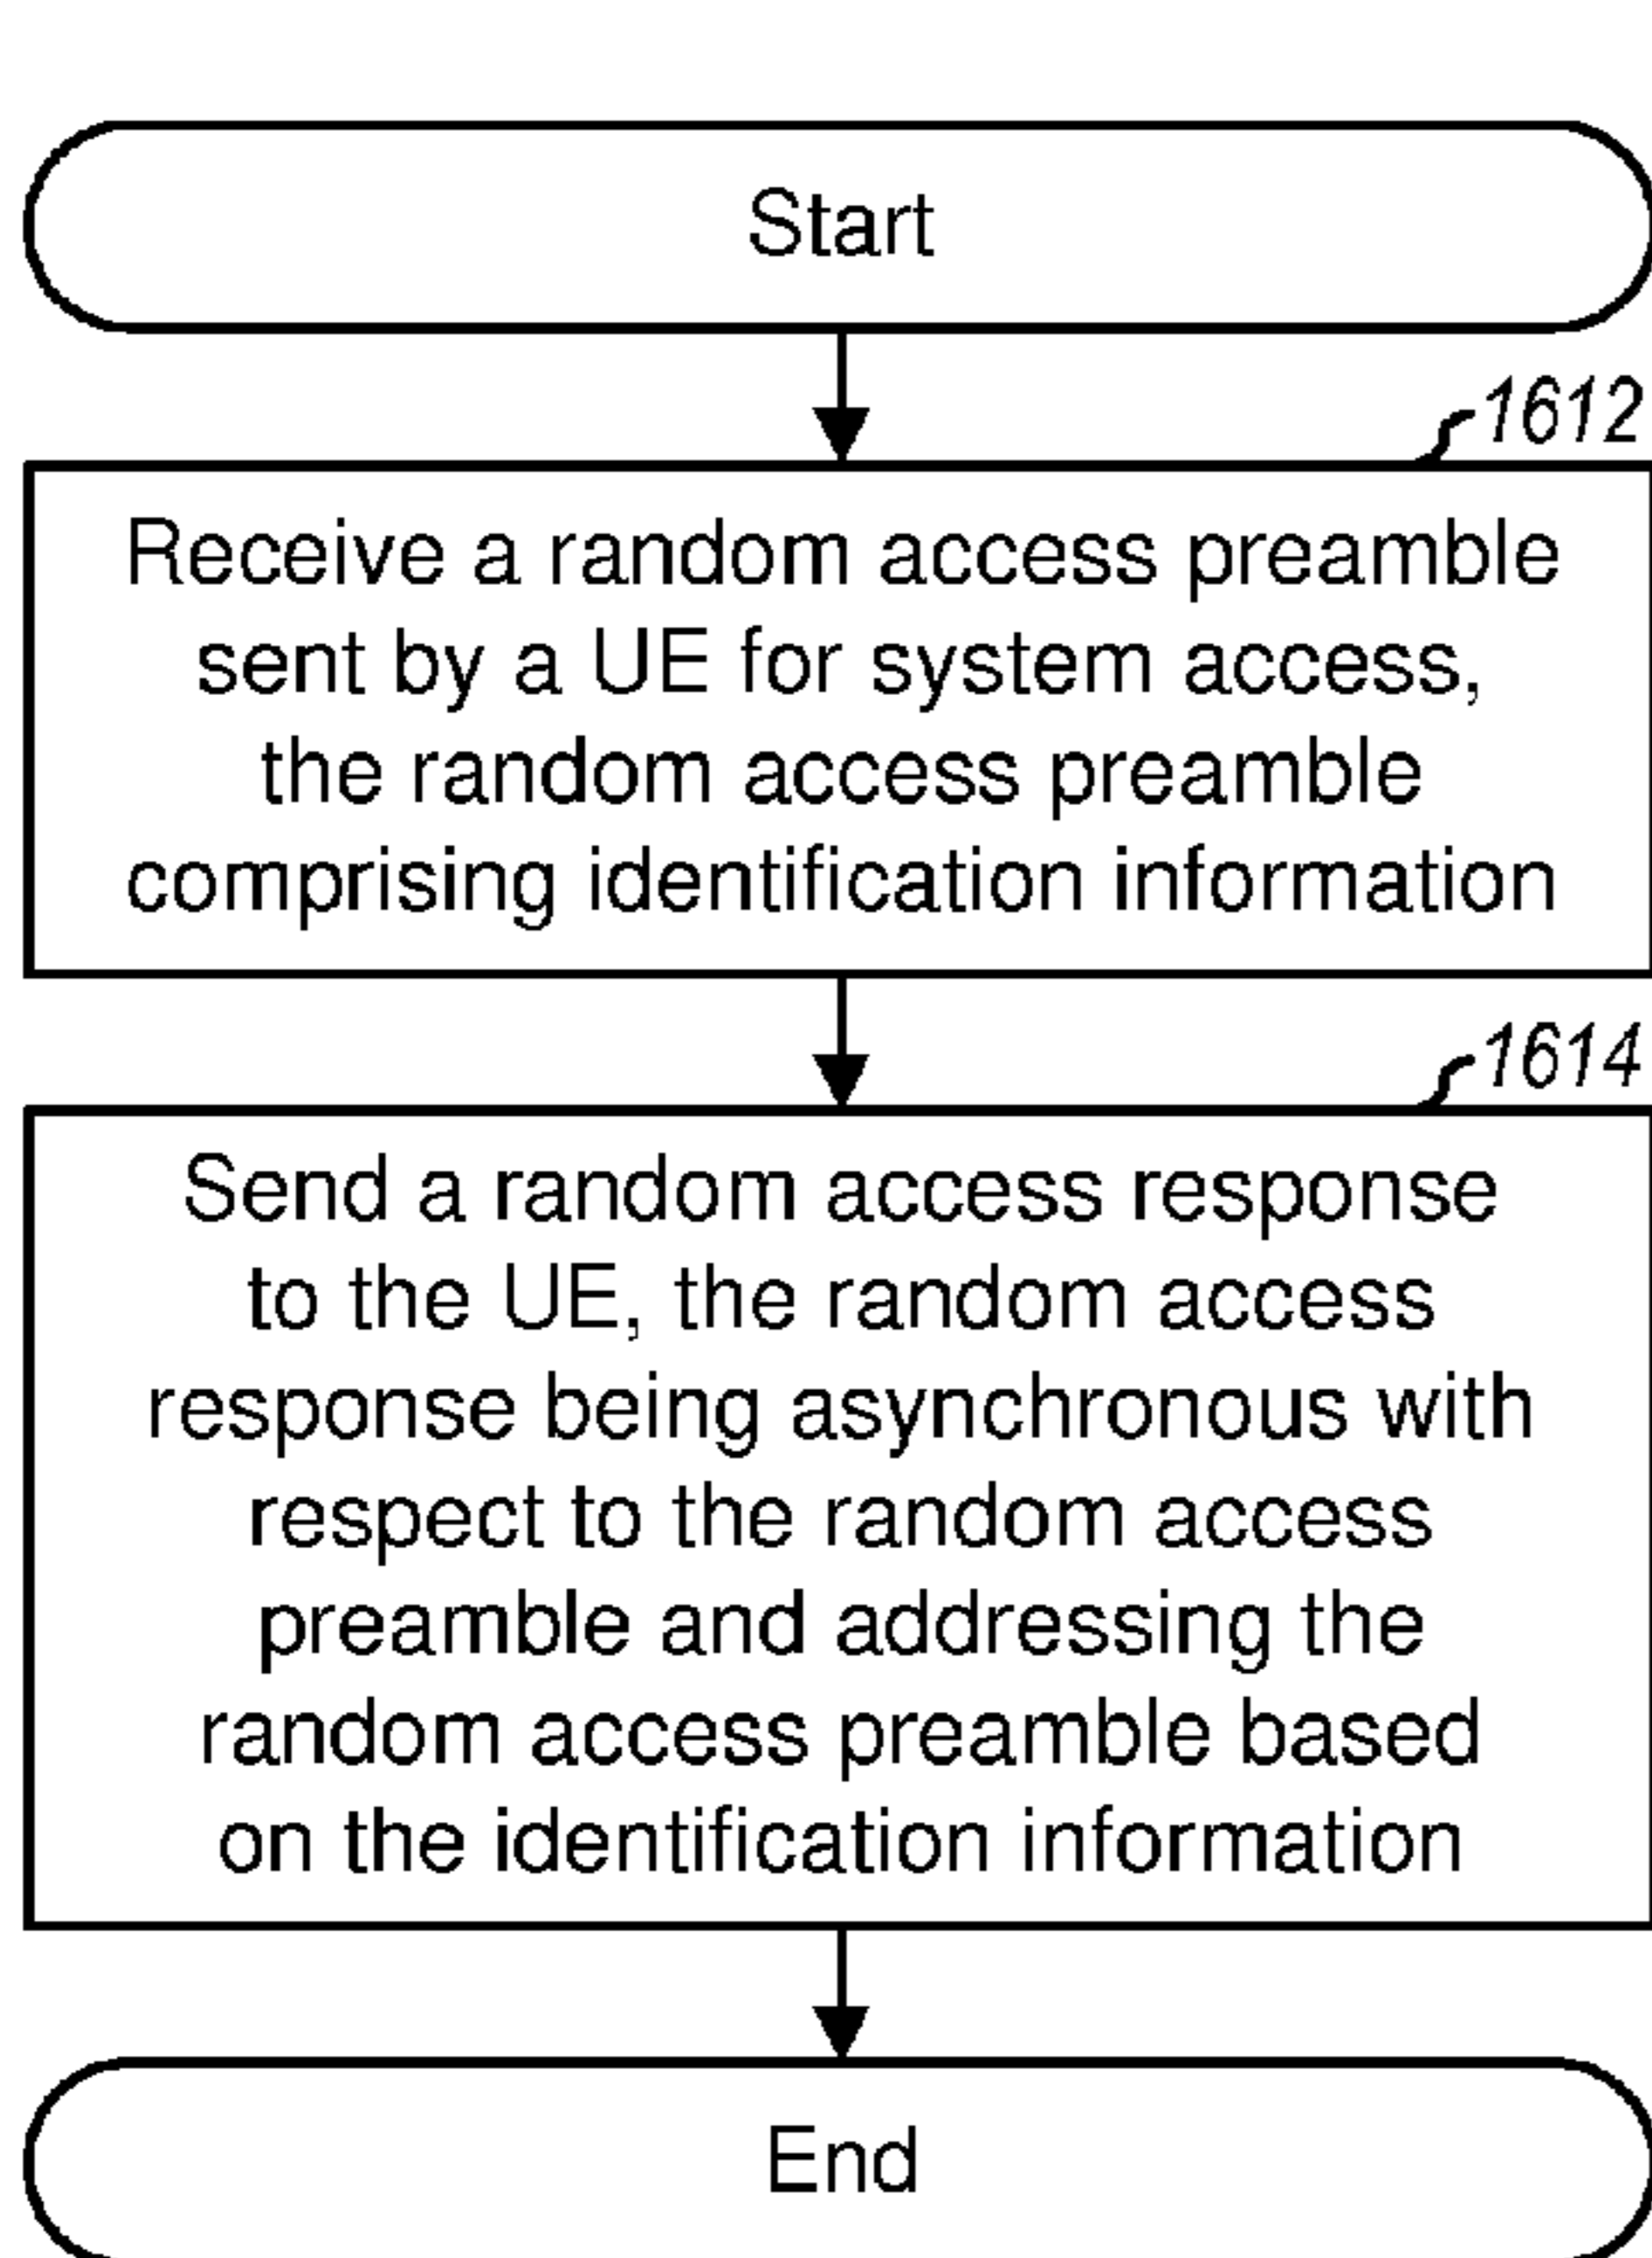 Start
1612
Receive a random access preamble
sent by a UE for system access,
the random access preamble
comprising identification information
1614
Send a random access response
to the UE, the random access
response being asynchronous with
respect to the random access
preamble and addressing the
random access preamble based
on the identification information
End